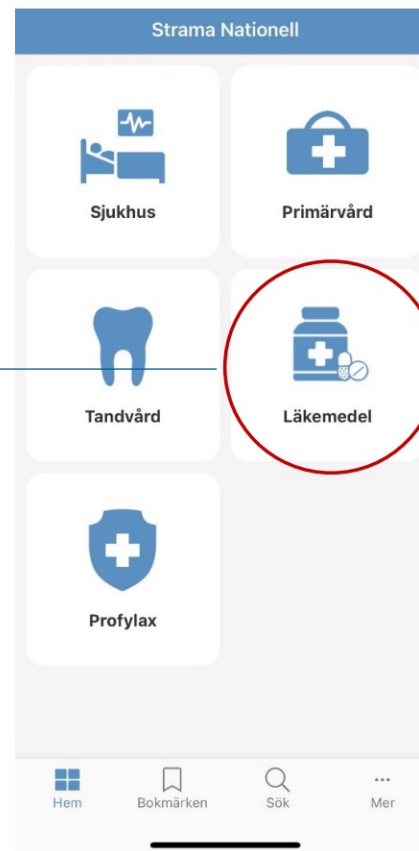 Strama Nationell
Sjukhus
Primärvård
Tandvård
Läkemedel
Profylax
Hem
Bokmärken
Sök
Mer